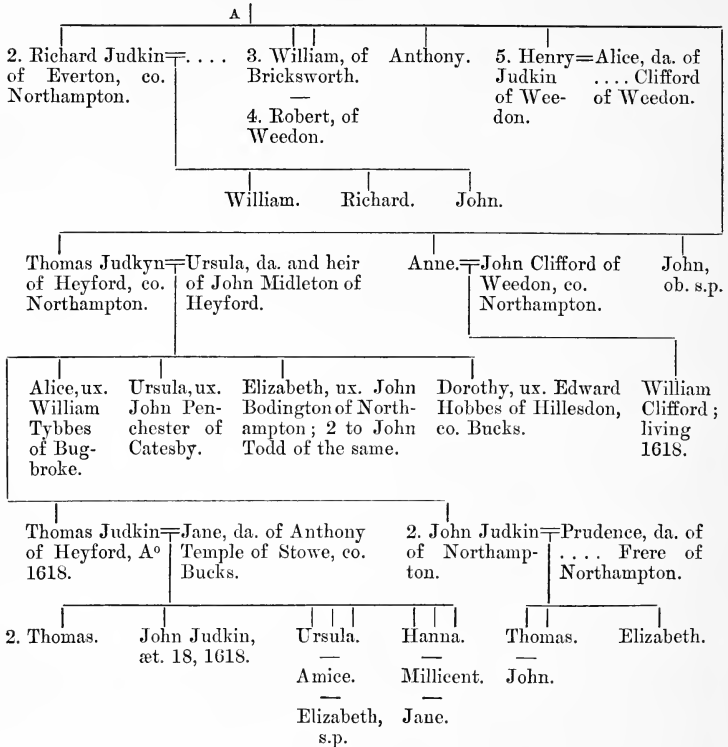 A
2. Richard Judkin=. . . .
of Everton, co.
Northampton.
3. William, of
Bricksworth.
—
4. Robert, of
Weedon.
Anthony.
5. Henry=Alice, da. of
Judkin . . . . Clifford
of Wee- of Weedon.
don.
William. Richard. John.
Thomas Judkyn=Ursula, da. and heir
of Heyford, co. of John Midleton of
Northampton. Heyford.
Anne.=John Clifford of
Weedon, co.
Northampton.
John,
ob. s.p.
Alice, ux.
William
Tybbes
of Bug-
broke.
Ursula, ux.
John Pen-
chester of
Catesby.
Elizabeth, ux. John
Bodington of North-
ampton; 2 to John
Todd of the same.
Dorothy, ux. Edward
Hobbes of Hillesdon,
co. Bucks.
William
Clifford;
living
1618.
Thomas Judkin=Jane, da. of Anthony
of Heyford, Aº Temple of Stowe, co.
1618. Bucks.
2. John Judkin=Prudence, da. of
of Northamp- . . . . Frere of
ton. Northampton.
2. Thomas.
John Judkin,
æt. 18, 1618.
Ursula.
—
Amice.
—
Elizabeth,
s.p.
Hanna.
—
Millicent.
—
Jane.
Thomas.
—
John.
Elizabeth.